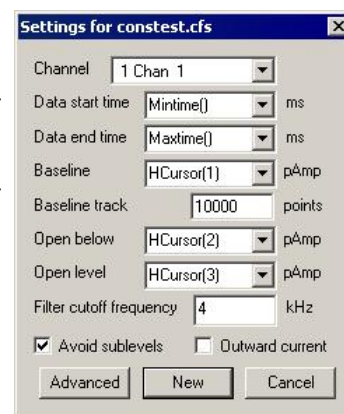 Settings for constest.cfs
Channel 1 Chan 1
Data start time Mintime() ms
Data end time Maxtime() ms
Baseline HCursor(1) pAmp
Baseline track 10000 points
Open below HCursor(2) pAmp
Open level HCursor(3) pAmp
Filter cutoff frequency 4 kHz
Avoid sublevels Outward current
Advanced New Cancel